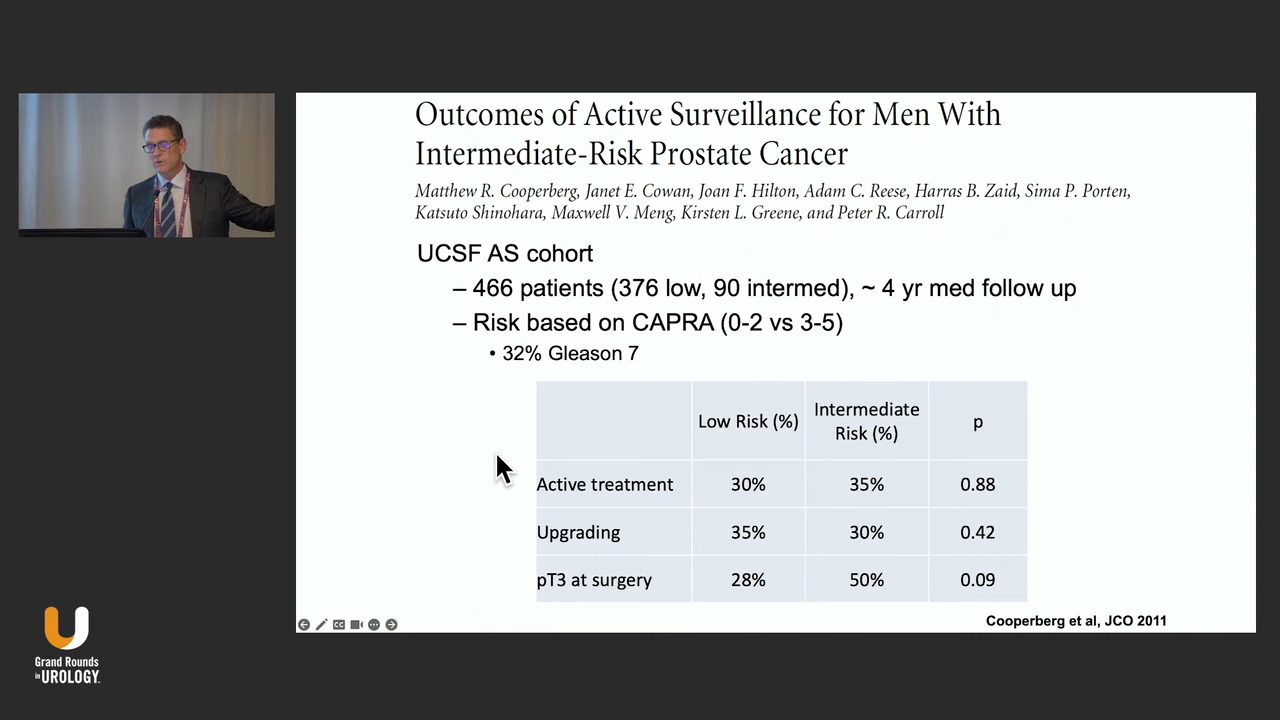 Outcomes of Active Surveillance for Men With
Intermediate-Risk Prostate Cancer
Matthew R. Cooperberg, Janet E. Cowan, Joan F. Hilton, Adam C. Reese, Harras B. Zaid, Sima P. Porten,
Katsuto Shinohara, Maxwell V. Meng, Kirsten L. Greene, and Peter R. Carroll
UCSF AS cohort
– 466 patients (376 low, 90 intermed), ~ 4 yr med follow up
– Risk based on CAPRA (0-2 vs 3-5)
• 32% Gleason 7
Low Risk (%) Intermediate Risk (%) p
Active treatment 30% 35% 0.88
Upgrading 35% 30% 0.42
pT3 at surgery 28% 50% 0.09
Cooperberg et al, JCO 2011
Grand Rounds
in UROLOGY